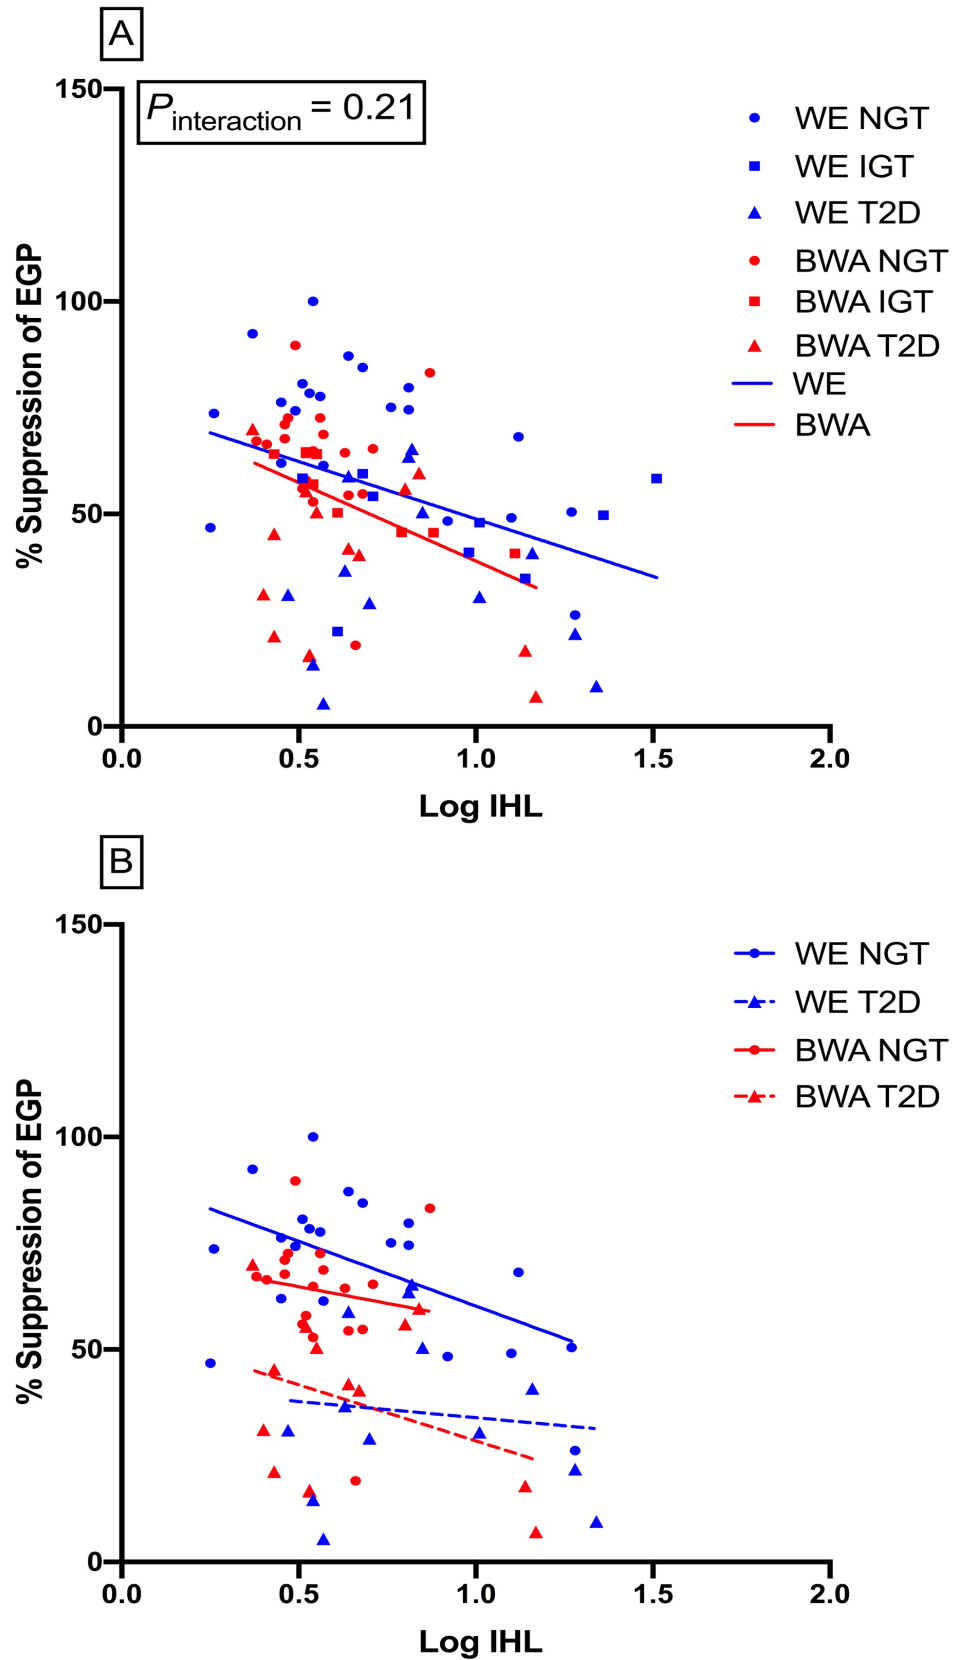 A
P interaction = 0.21
150
100
50
0
% Suppression of EGP
0.0 0.5 1.0 1.5 2.0
Log IHL
WE NGT
WE IGT
WE T2D
BWA NGT
BWA IGT
BWA T2D
WE
BWA
B
150
100
50
0
% Suppression of EGP
0.0 0.5 1.0 1.5 2.0
Log IHL
WE NGT
WE T2D
BWA NGT
BWA T2D